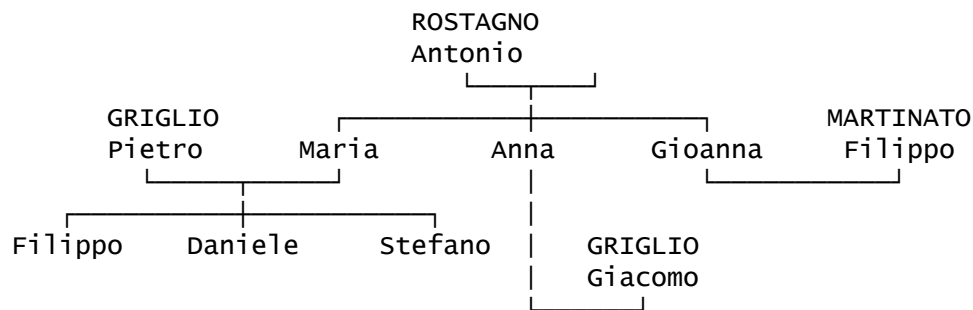 ROSTAGNO
Antonio
GRIGLIO MARTINATO
Pietro Maria Anna Gioanna Filippo
Filippo Daniele Stefano GRIGLIO
Giacomo